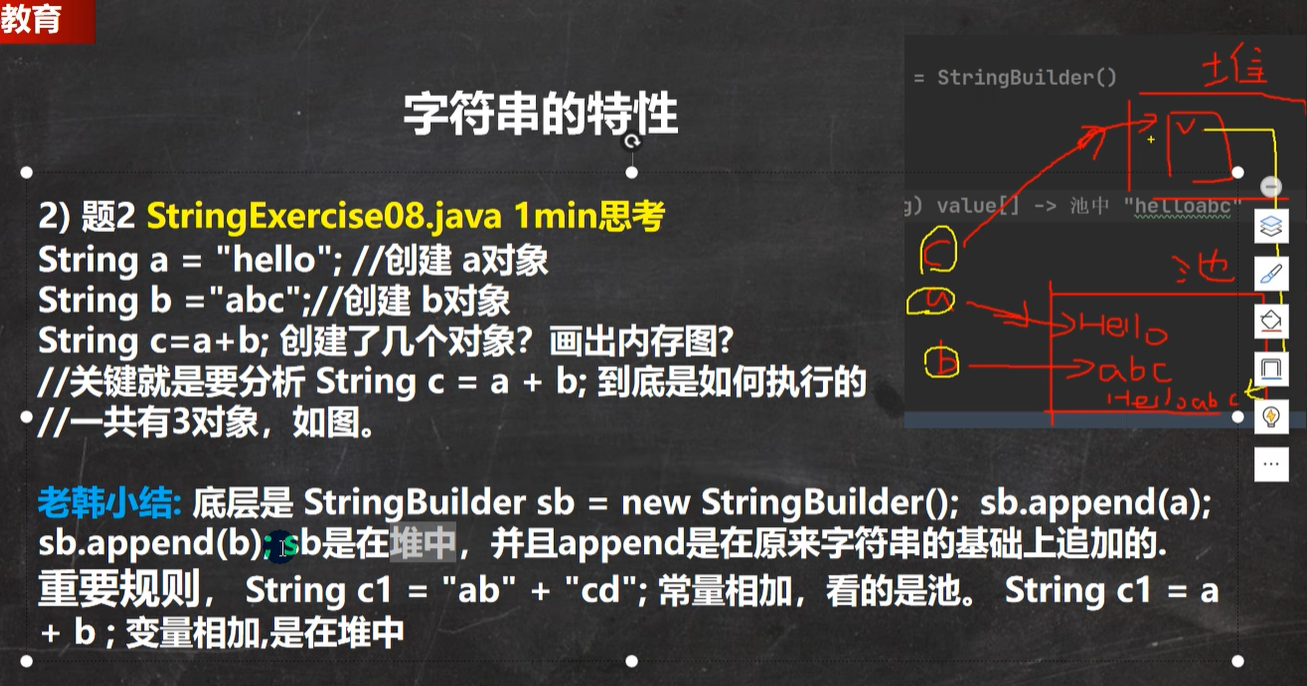 教育
字符串的特性
2) 题2 StringExercise08.java 1min思考
String a = "hello"; //创建 a对象
String b ="abc";//创建 b对象
String c=a+b; 创建了几个对象？画出内存图？
//关键就是要分析 String c = a + b; 到底是如何执行的
//一共有3对象，如图。
老韩小结: 底层是 StringBuilder sb = new StringBuilder(); sb.append(a);
sb.append(b); sb是在堆中，并且append是在原来字符串的基础上追加的.
重要规则， String c1 = "ab" + "cd"; 常量相加，看的是池。 String c1 = a
+ b ; 变量相加,是在堆中
= StringBuilder()
堆
v
g) value[] -> 池中 "helloabc"
c
池
a
Hello
b
abc
Helloabc